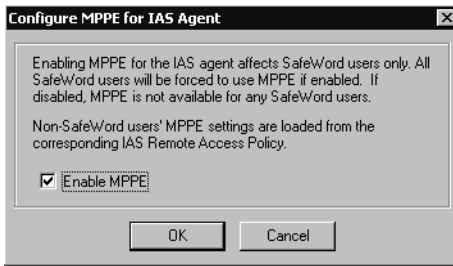 Configure MPPE for IAS Agent
Enabling MPPE for the IAS agent affects SafeWord users only. All
SafeWord users will be forced to use MPPE if enabled. If
disabled, MPPE is not available for any SafeWord users.
Non-SafeWord users' MPPE settings are loaded from the
corresponding IAS Remote Access Policy.
Enable MPPE
OK
Cancel